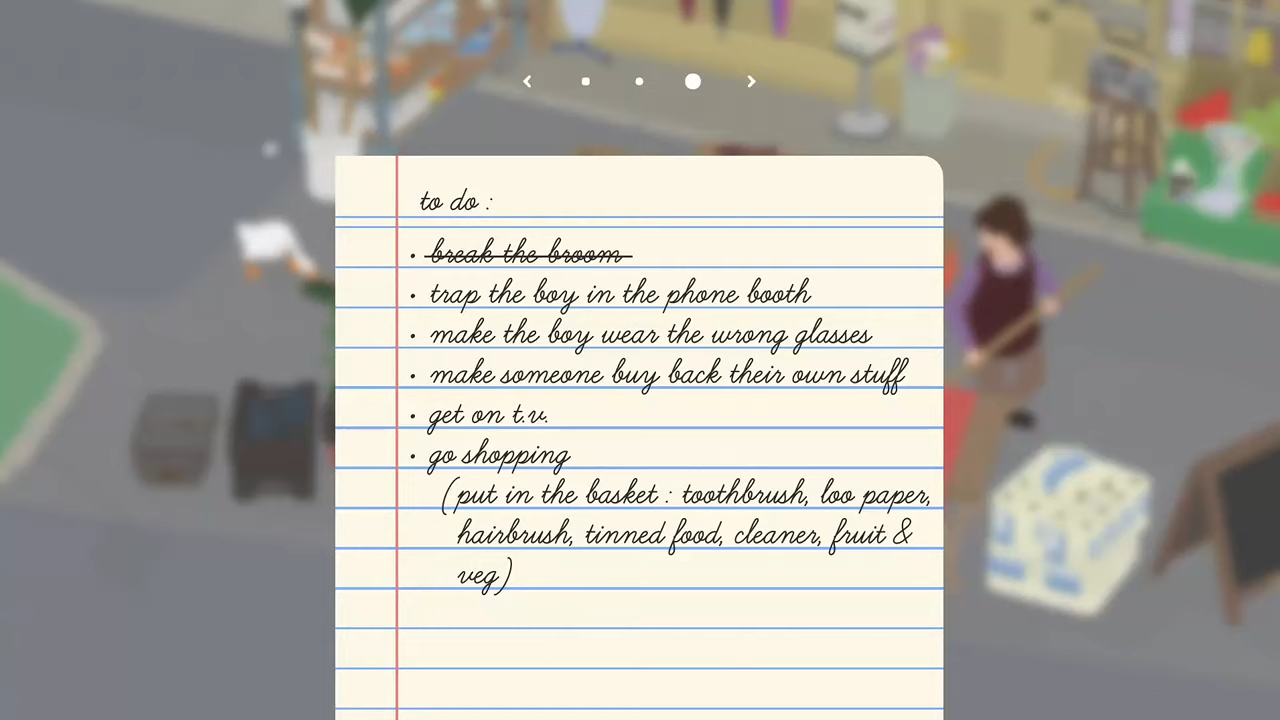 to do :
• break the broom
• trap the boy in the phone booth
• make the boy wear the wrong glasses
• make someone buy back their own stuff
• get on t.v.
• go shopping
(put in the basket : toothbrush, loo paper,
hairbrush, tinned food, cleaner, fruit &
veg)